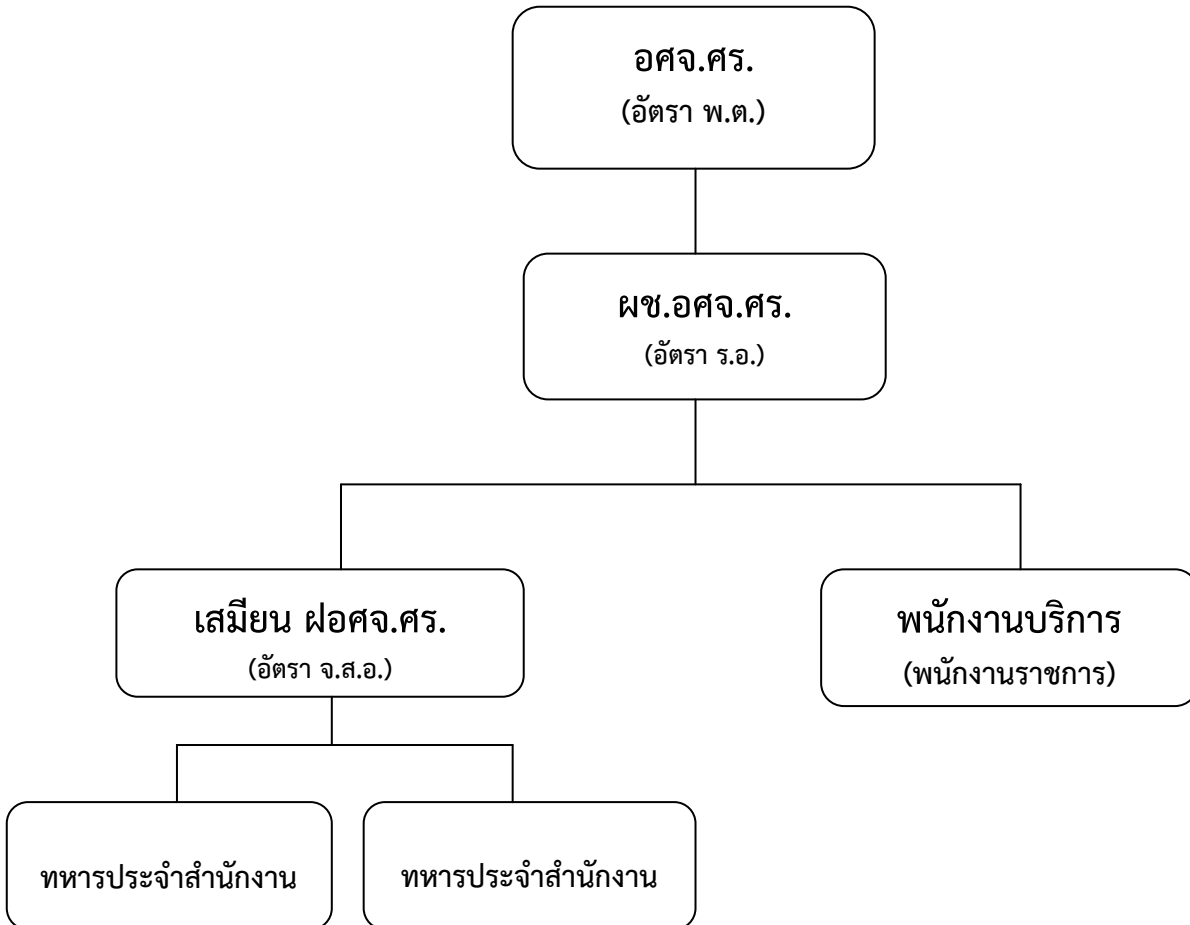 อศจ.ศร.
(อัตรา พ.ต.)
ผช.อศจ.ศร.
(อัตรา ร.อ.)
เสมียน ฝอศจ.ศร.
(อัตรา จ.ส.อ.)
พนักงานบริการ
(พนักงานราชการ)
ทหารประจำสำนักงาน
ทหารประจำสำนักงาน